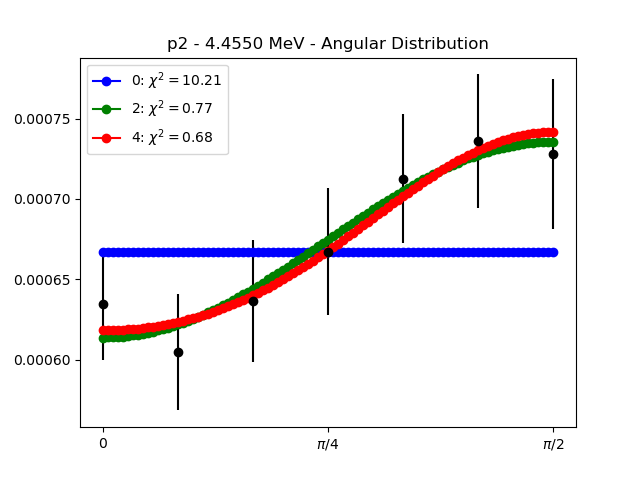 p2 - 4.4550 MeV - Angular Distribution
0: χ² = 10.21
2: χ² = 0.77
4: χ² = 0.68
0.00075
0.00070
0.00065
0.00060
0
π/4
π/2